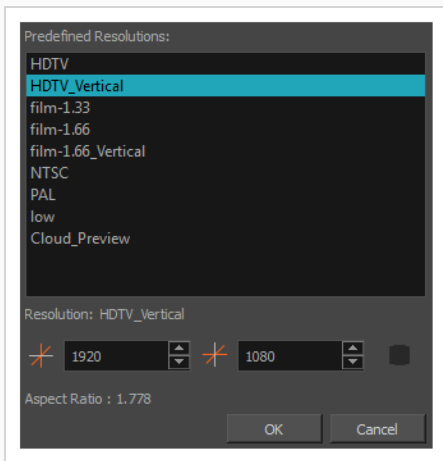 Predefined Resolutions:
HDTV
HDTV_Vertical
film-1.33
film-1.66
film-1.66_Vertical
NTSC
PAL
low
Cloud_Preview
Resolution: HDTV_Vertical
1920 1080
Aspect Ratio : 1.778
OK Cancel